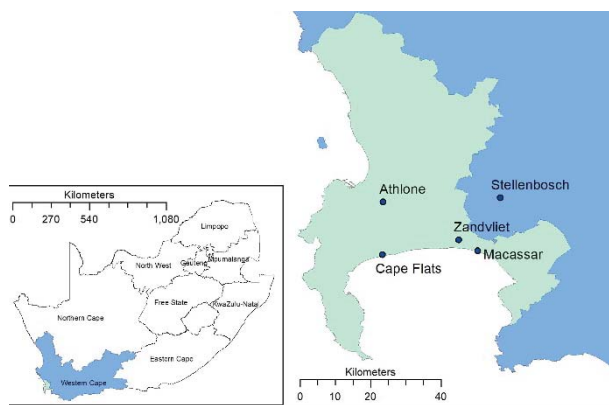 Kilometers
0 270 540 1,080
Limpopo
North West
Gauteng
Mpumalanga
Free State
KwaZulu-Natal
Northern Cape
Eastern Cape
Western Cape
Athlone
Stellenbosch
Zandvliet
Macassar
Cape Flats
Kilometers
0 10 20 40